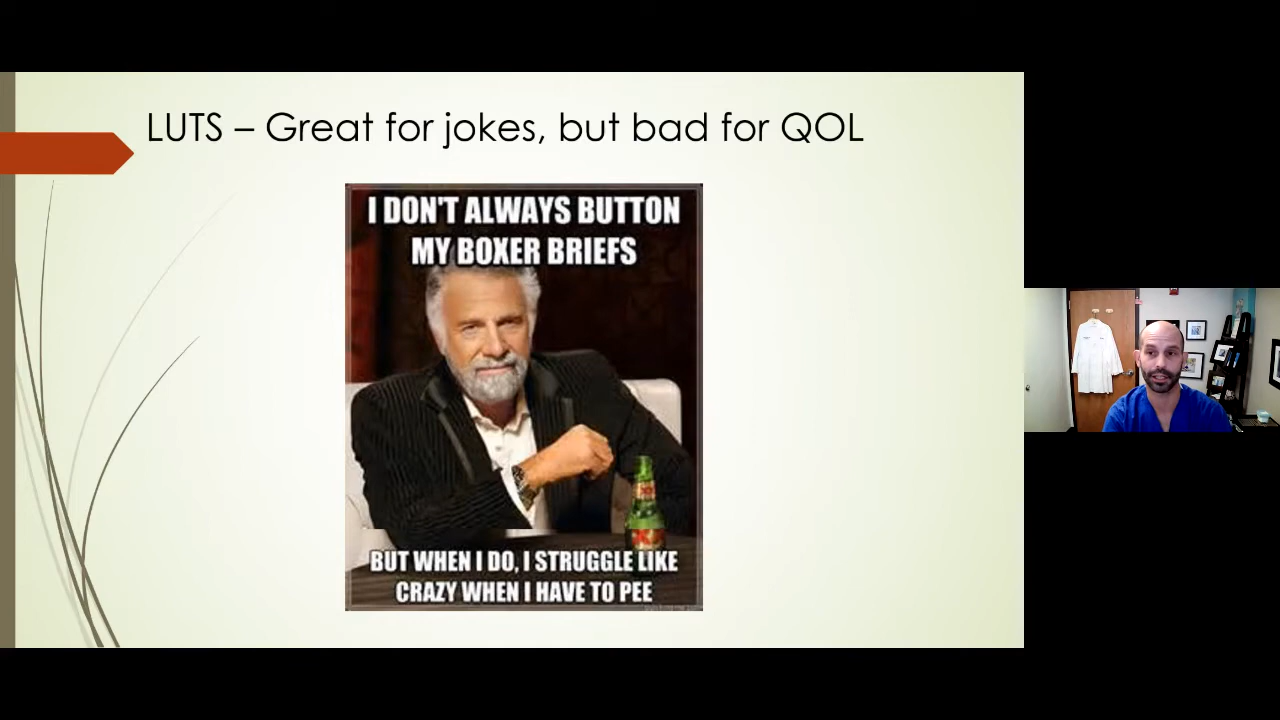 LUTS – Great for jokes, but bad for QOL
I DON'T ALWAYS BUTTON
MY BOXER BRIEFS
BUT WHEN I DO, I STRUGGLE LIKE
CRAZY WHEN I HAVE TO PEE